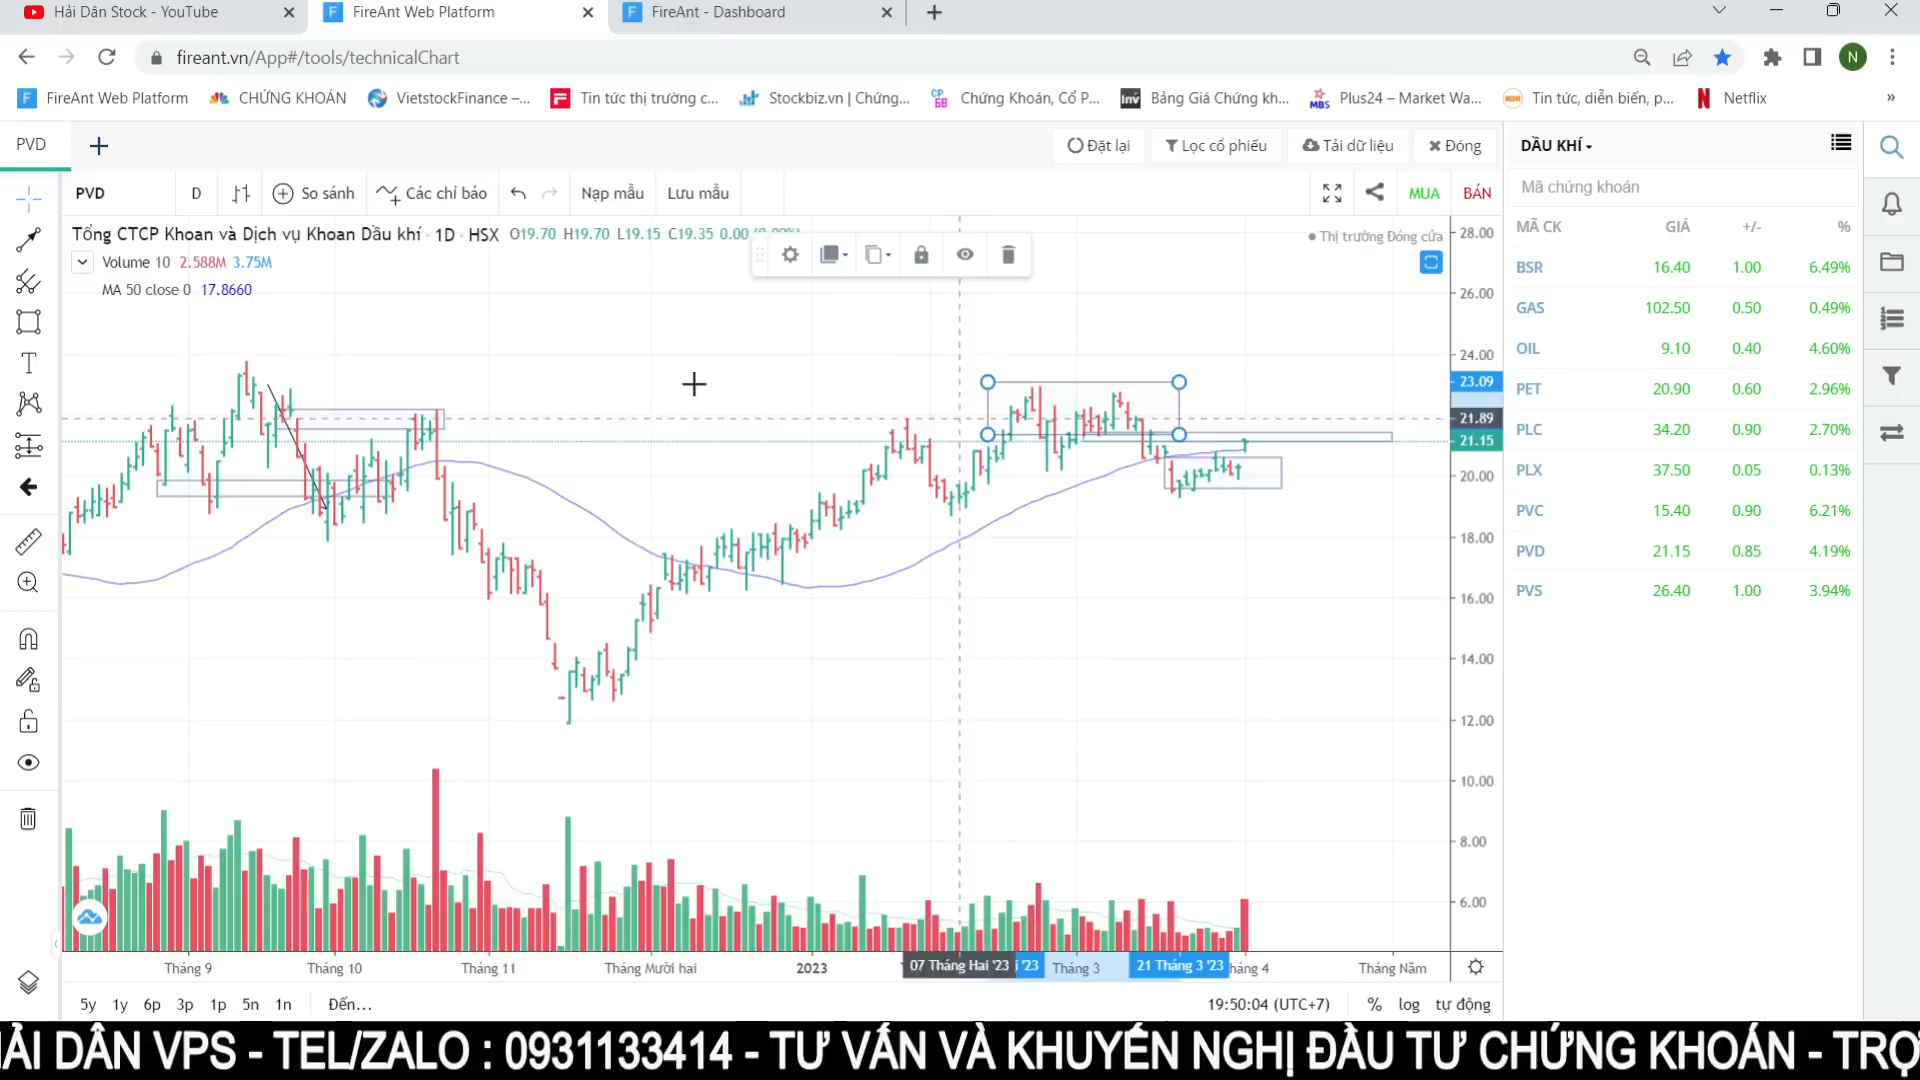 Hải Dân Stock - YouTube
FireAnt Web Platform
FireAnt - Dashboard
fireant.vn/App#/tools/technicalChart
N
FireAnt Web Platform
CHỨNG KHOÁN
VietstockFinance –...
Tin tức thị trường c...
Stockbiz.vn | Chứng...
Chứng Khoán, Cổ P...
Bảng Giá Chứng kh...
Plus24 – Market Wa...
Tin tức, diễn biến, p...
Netflix
»
PVD
Đặt lại
Lọc cổ phiếu
Tải dữ liệu
Đóng
DẦU KHÍ
PVD
D
So sánh
Các chỉ báo
Nạp mẫu
Lưu mẫu
MUA
BÁN
Mã chứng khoán
Tổng CTCP Khoan và Dịch vụ Khoan Dầu khí · 1D · HSX O19.70 H19.70 L19.15 C19.35 0.00 (0.00%)
Thị trường Đóng cửa
Volume 10 2.588M 3.75M
MA 50 close 0 17.8660
28.00
26.00
24.00
23.09
21.89
21.15
20.00
18.00
16.00
14.00
12.00
10.00
8.00
6.00
MÃ CK GIÁ +/- %
BSR 16.40 1.00 6.49%
GAS 102.50 0.50 0.49%
OIL 9.10 0.40 4.60%
PET 20.90 0.60 2.96%
PLC 34.20 0.90 2.70%
PLX 37.50 0.05 0.13%
PVC 15.40 0.90 6.21%
PVD 21.15 0.85 4.19%
PVS 26.40 1.00 3.94%
Tháng 9
Tháng 10
Tháng 11
Tháng Mười hai
2023
07 Tháng Hai '23
'23
Tháng 3
21 Tháng 3 '23
háng 4
Tháng Năm
5y 1y 6p 3p 1p 5n 1n Đến...
19:50:04 (UTC+7) % log tự động
HẢI DÂN VPS - TEL/ZALO : 0931133414 - TƯ VẤN VÀ KHUYẾN NGHỊ ĐẦU TƯ CHỨNG KHOÁN - TRỢ